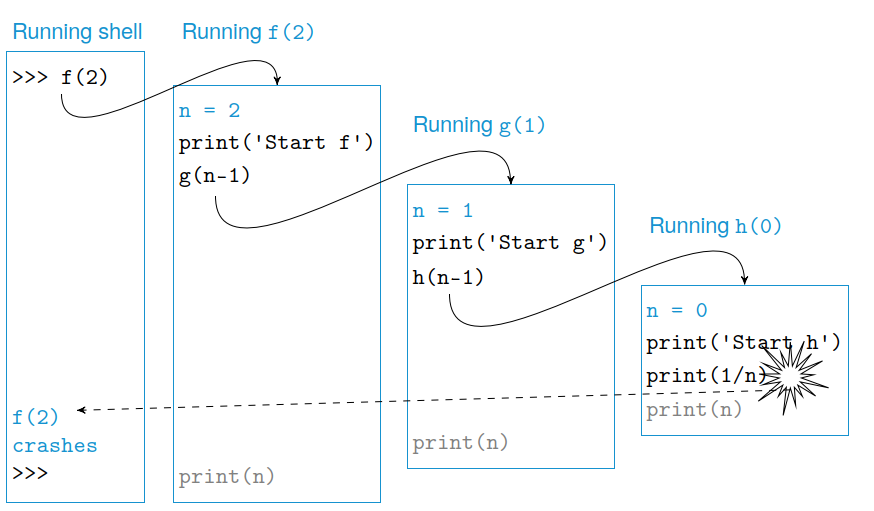 Running shell
>>> f(2)
f(2)
crashes
>>>
Running f(2)
n = 2
print('Start f')
g(n-1)
print(n)
Running g(1)
n = 1
print('Start g')
h(n-1)
print(n)
Running h(0)
n = 0
print('Start h')
print(1/n)
print(n)